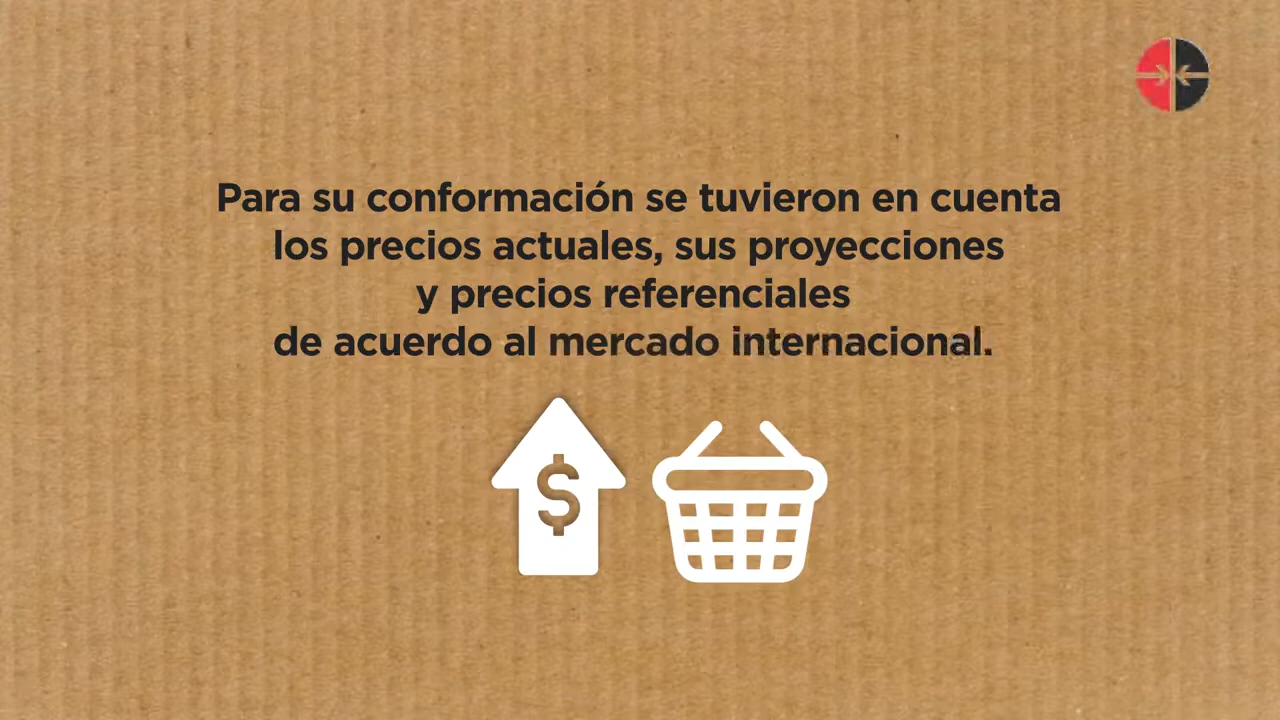 Para su conformación se tuvieron en cuenta
los precios actuales, sus proyecciones
y precios referenciales
de acuerdo al mercado internacional.
$